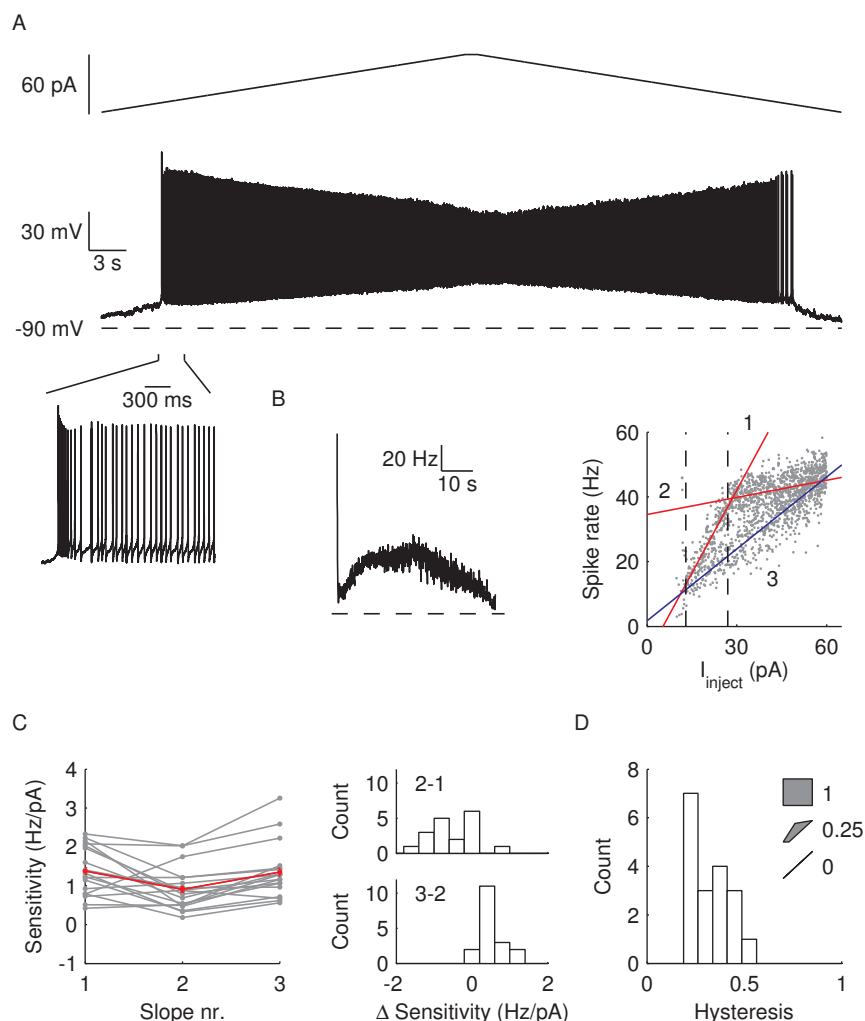 A
60 pA
30 mV
3 s
-90 mV
300 ms
B
20 Hz
10 s
60
40
20
0
Spike rate (Hz)
1
2
3
0
30
60
I_inject (pA)
C
4
3
2
1
0
-1
Sensitivity (Hz/pA)
1
2
3
Slope nr.
10
5
0
Count
2-1
10
5
0
Count
3-2
-2
0
2
Δ Sensitivity (Hz/pA)
D
8
6
4
2
0
Count
1
0.25
0
0
0.5
1
Hysteresis